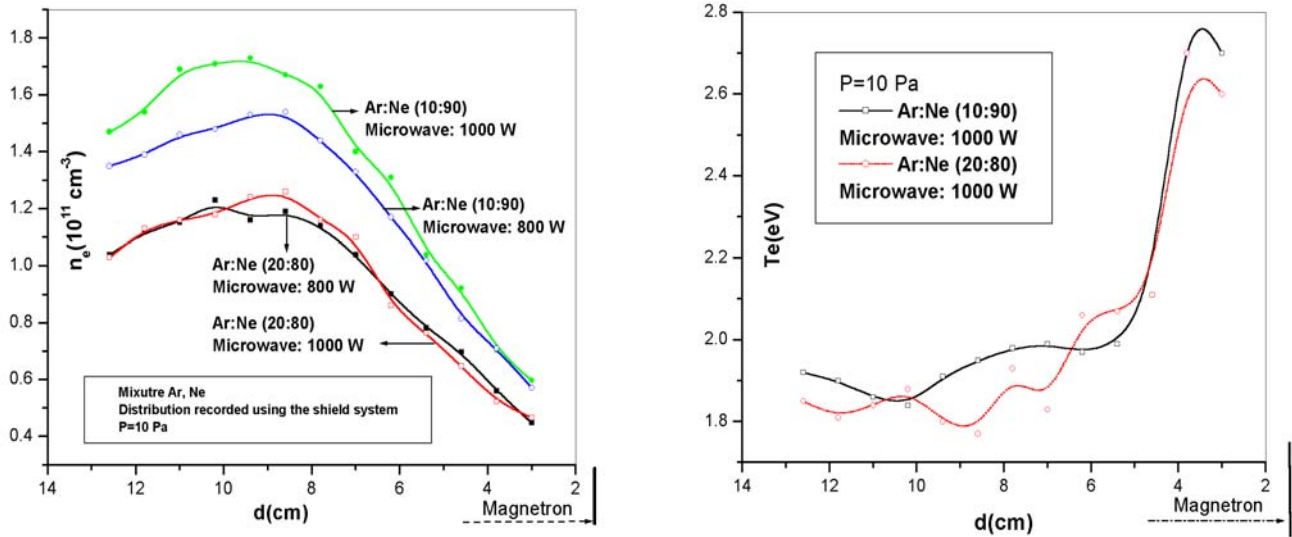 1.8
1.6
1.4
1.2
1.0
0.8
0.6
0.4
nₑ(10¹¹ cm⁻³)
Ar:Ne (10:90)
Microwave: 1000 W
Ar:Ne (10:90)
Microwave: 800 W
Ar:Ne (20:80)
Microwave: 800 W
Ar:Ne (20:80)
Microwave: 1000 W
Mixutre Ar, Ne
Distribution recorded using the shield system
P=10 Pa
14 12 10 8 6 4 2
d(cm)
Magnetron
2.8
2.6
2.4
2.2
2.0
1.8
Te(eV)
P=10 Pa
Ar:Ne (10:90)
Microwave: 1000 W
Ar:Ne (20:80)
Microwave: 1000 W
14 12 10 8 6 4 2
d(cm)
Magnetron